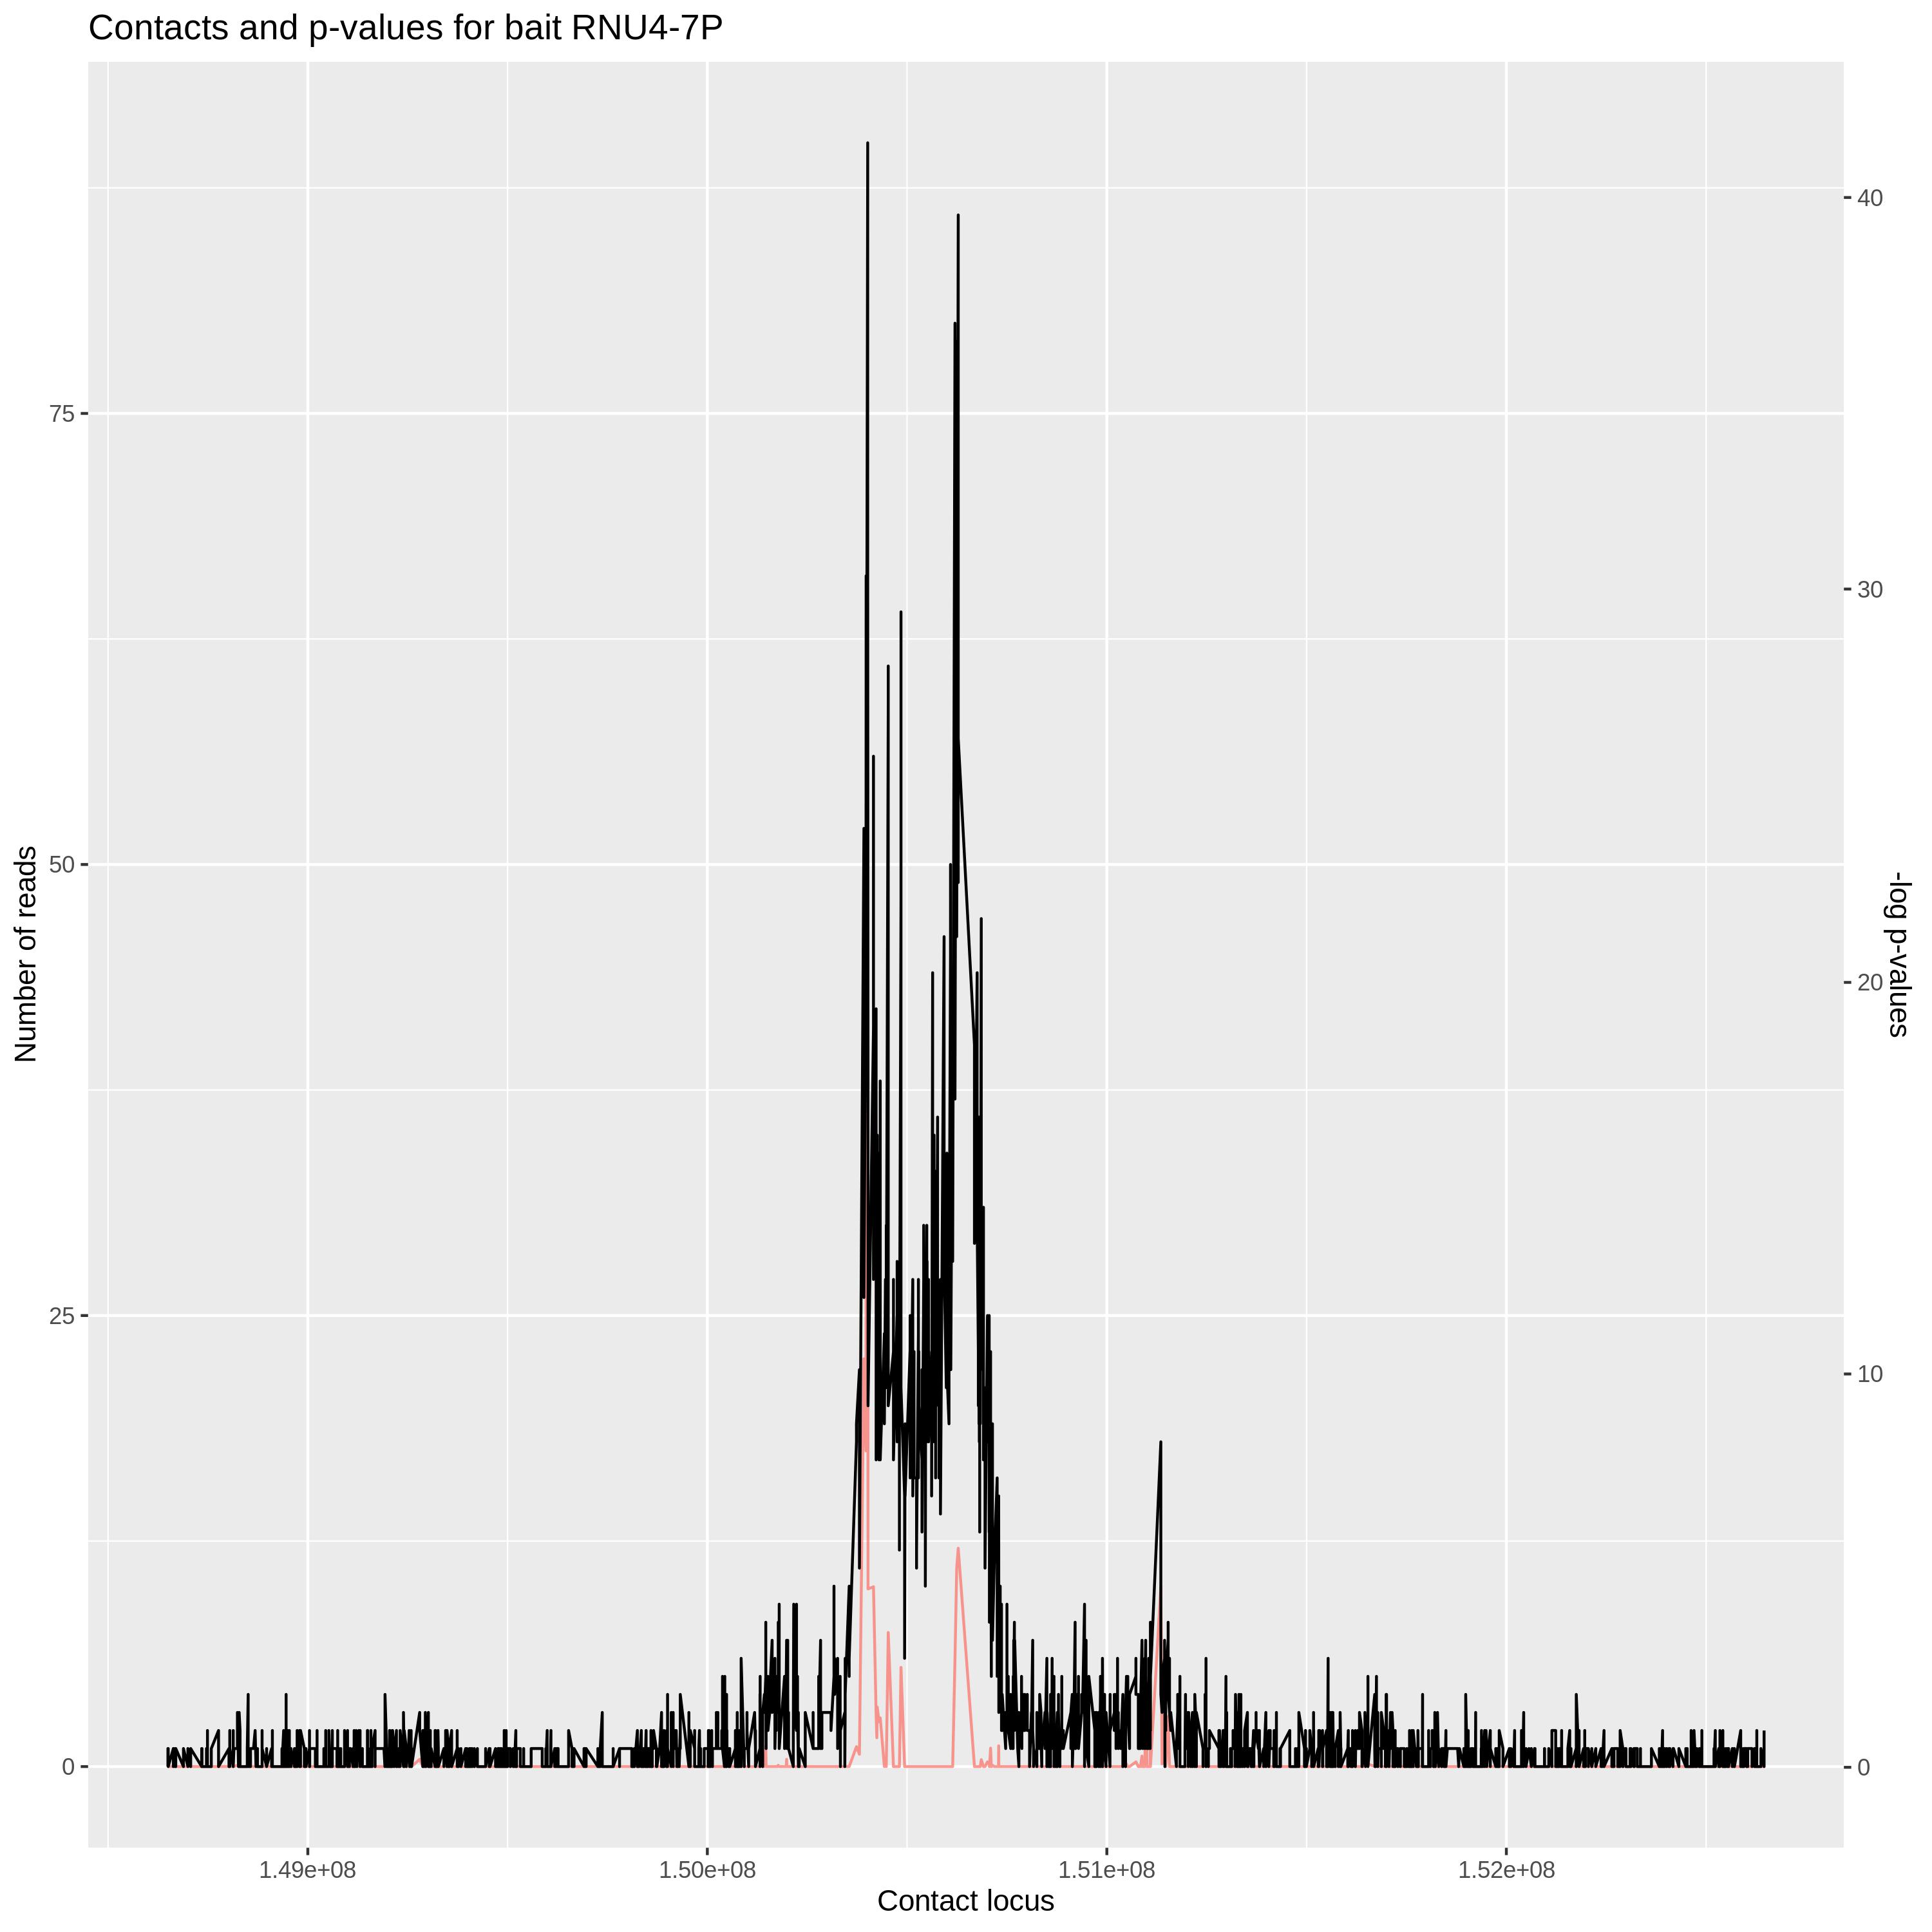 Contacts and p-values for bait RNU4-7P
40
75
30
50
20
Number of reads
-log p-values
25
10
0
0
1.49e+08
1.50e+08
1.51e+08
1.52e+08
Contact locus